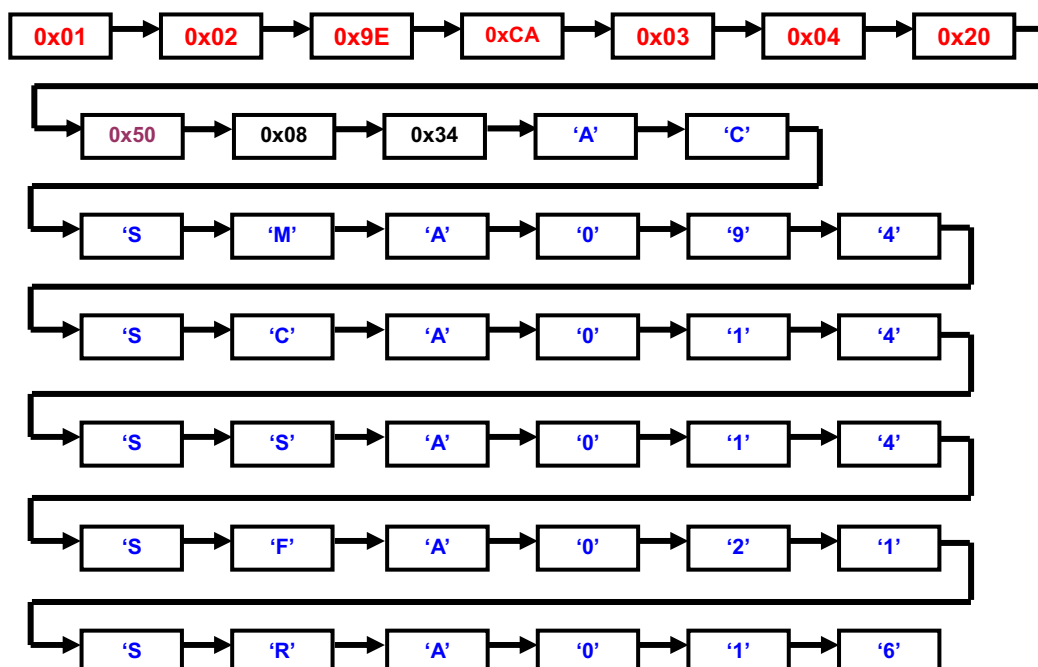 0x01 0x02 0x9E 0xCA 0x03 0x04 0x20
0x50 0x08 0x34 ‘A’ ‘C’
‘S ‘M’ ‘A’ ‘0’ ‘9’ ‘4’
‘S ‘C’ ‘A’ ‘0’ ‘1’ ‘4’
‘S ‘S’ ‘A’ ‘0’ ‘1’ ‘4’
‘S ‘F’ ‘A’ ‘0’ ‘2’ ‘1’
‘S ‘R’ ‘A’ ‘0’ ‘1’ ‘6’